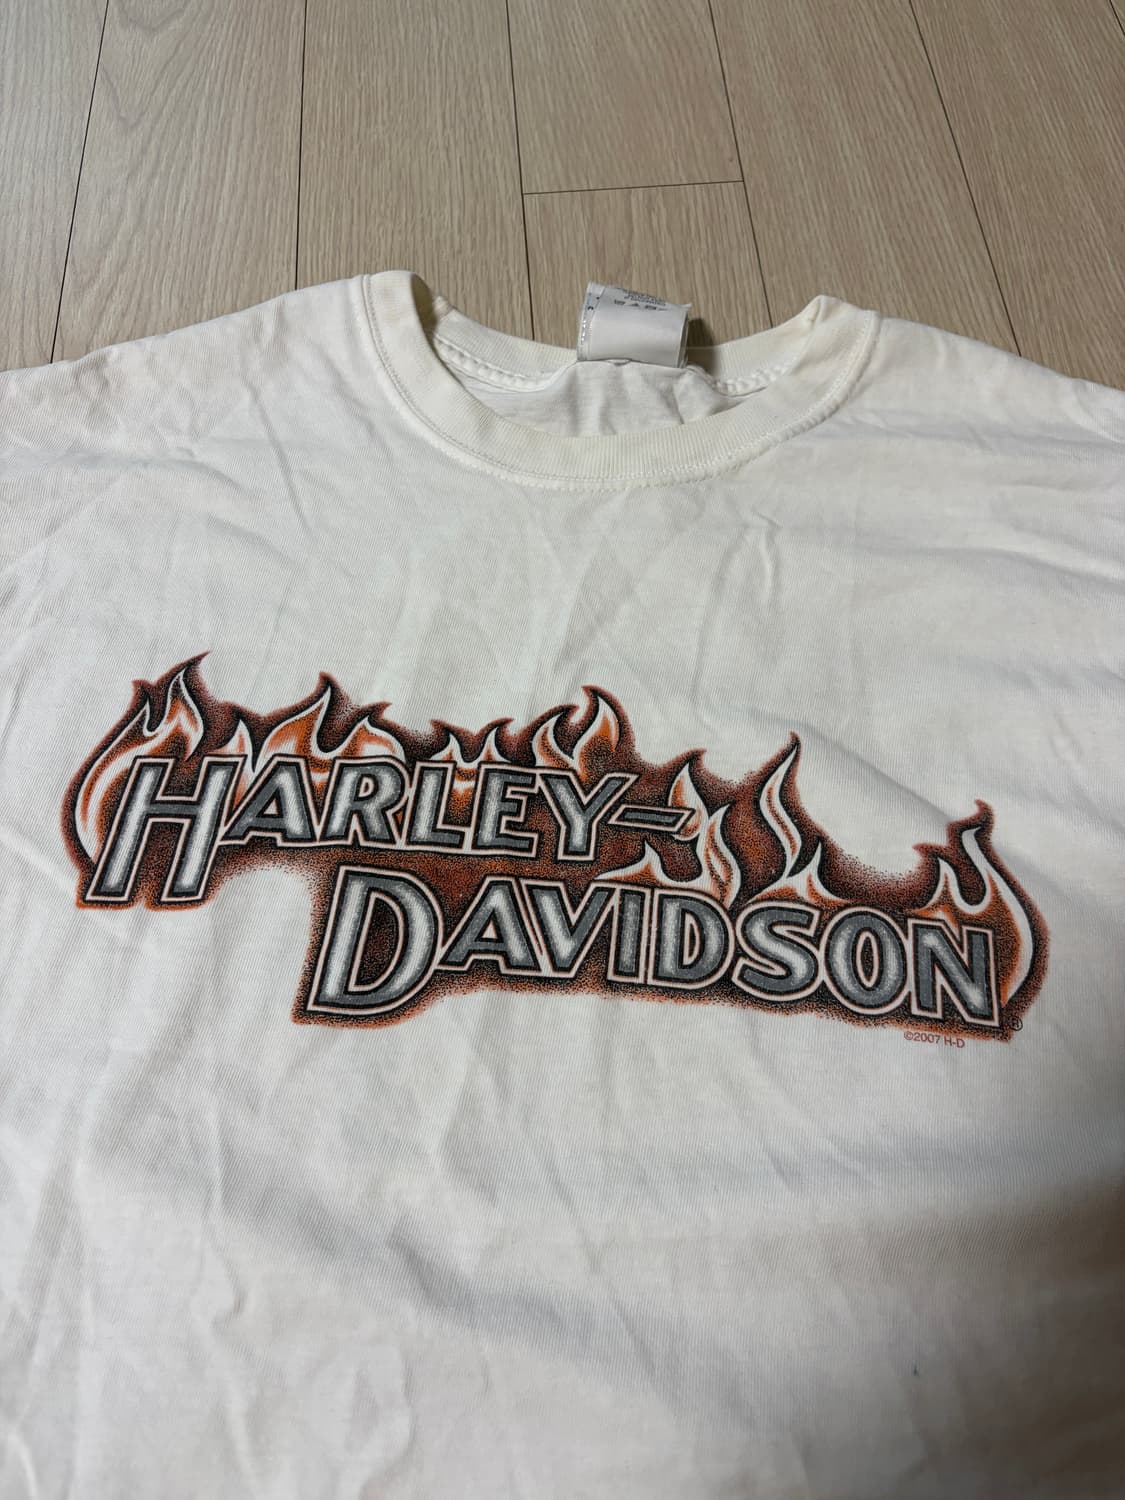 HARLEY-
DAVIDSON
®
©2007 H-D